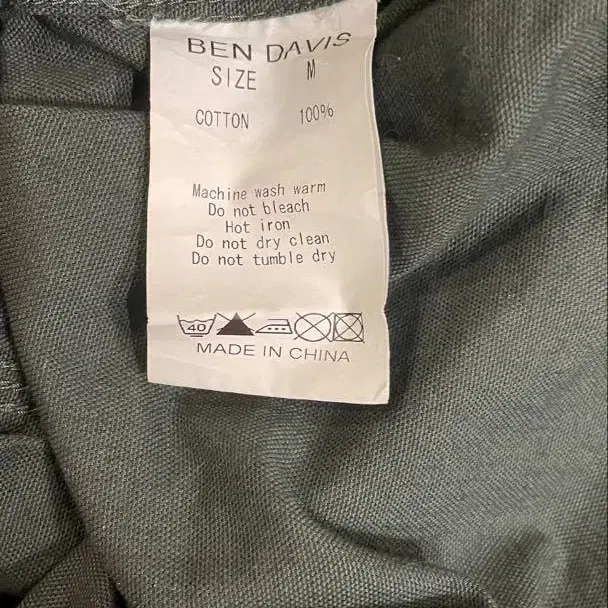 BEN DAVIS
SIZE M
COTTON 100%
Machine wash warm
Do not bleach
Hot iron
Do not dry clean
Do not tumble dry
40
MADE IN CHINA